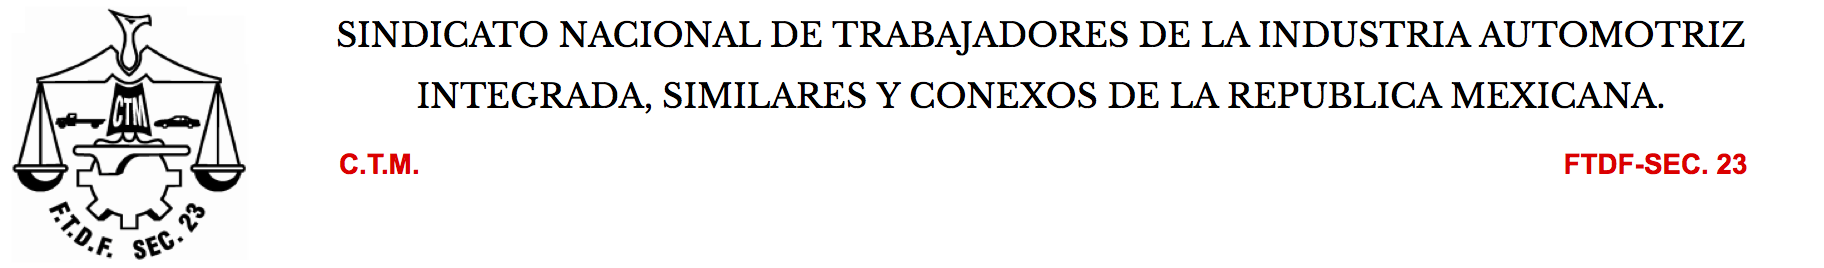 SINDICATO NACIONAL DE TRABAJADORES DE LA INDUSTRIA AUTOMOTRIZ
INTEGRADA, SIMILARES Y CONEXOS DE LA REPUBLICA MEXICANA.
CTM
C.T.M.
FTDF-SEC. 23
F.T.D.F. SEC. 23